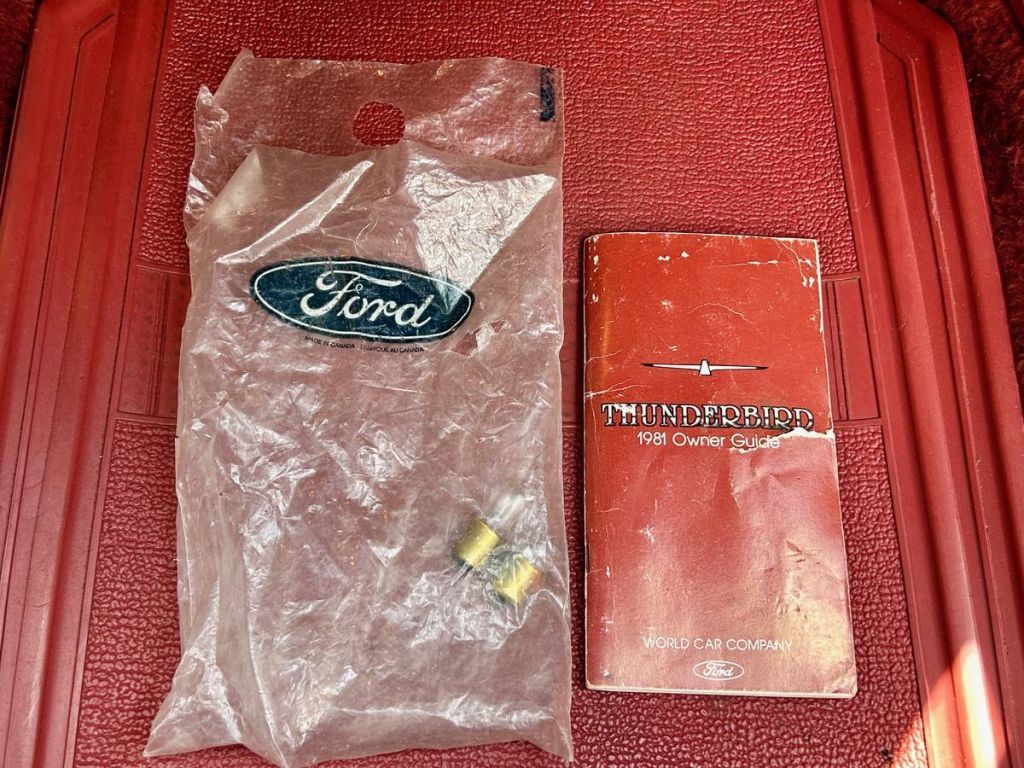 Ford
MADE IN CANADA - FABRIQUÉ AU CANADA
THUNDERBIRD
1981 Owner Guide
WORLD CAR COMPANY
Ford